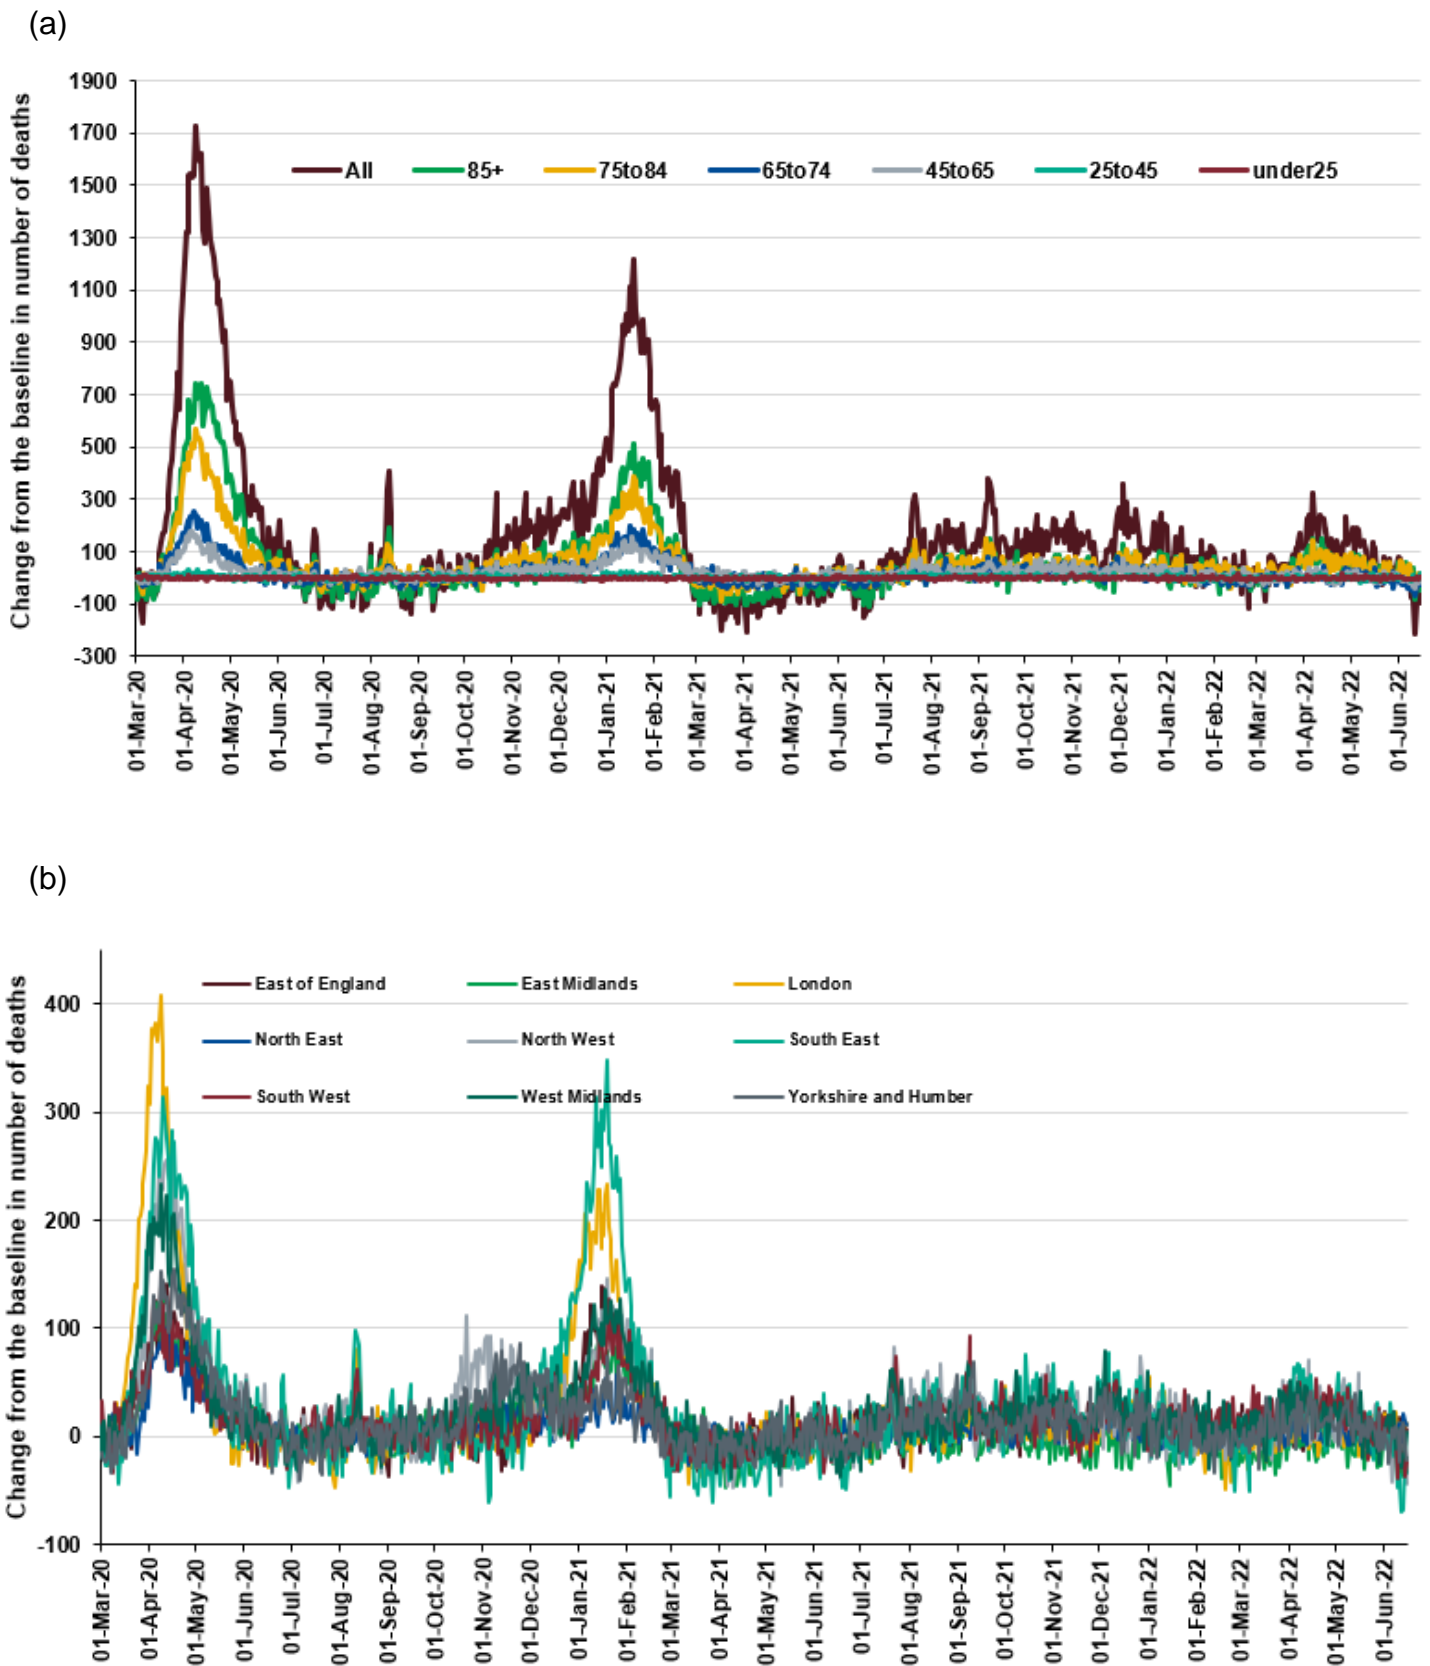 (a)
Change from the baseline in number of deaths
1900
1700
1500
1300
1100
900
700
500
300
100
-100
-300
All 85+ 75to84 65to74 45to65 25to45 under25
01-Mar-20
01-Apr-20
01-May-20
01-Jun-20
01-Jul-20
01-Aug-20
01-Sep-20
01-Oct-20
01-Nov-20
01-Dec-20
01-Jan-21
01-Feb-21
01-Mar-21
01-Apr-21
01-May-21
01-Jun-21
01-Jul-21
01-Aug-21
01-Sep-21
01-Oct-21
01-Nov-21
01-Dec-21
01-Jan-22
01-Feb-22
01-Mar-22
01-Apr-22
01-May-22
01-Jun-22
(b)
Change from the baseline in number of deaths
400
300
200
100
0
-100
East of England East Midlands London
North East North West South East
South West West Midlands Yorkshire and Humber
01-Mar-20
01-Apr-20
01-May-20
01-Jun-20
01-Jul-20
01-Aug-20
01-Sep-20
01-Oct-20
01-Nov-20
01-Dec-20
01-Jan-21
01-Feb-21
01-Mar-21
01-Apr-21
01-May-21
01-Jun-21
01-Jul-21
01-Aug-21
01-Sep-21
01-Oct-21
01-Nov-21
01-Dec-21
01-Jan-22
01-Feb-22
01-Mar-22
01-Apr-22
01-May-22
01-Jun-22